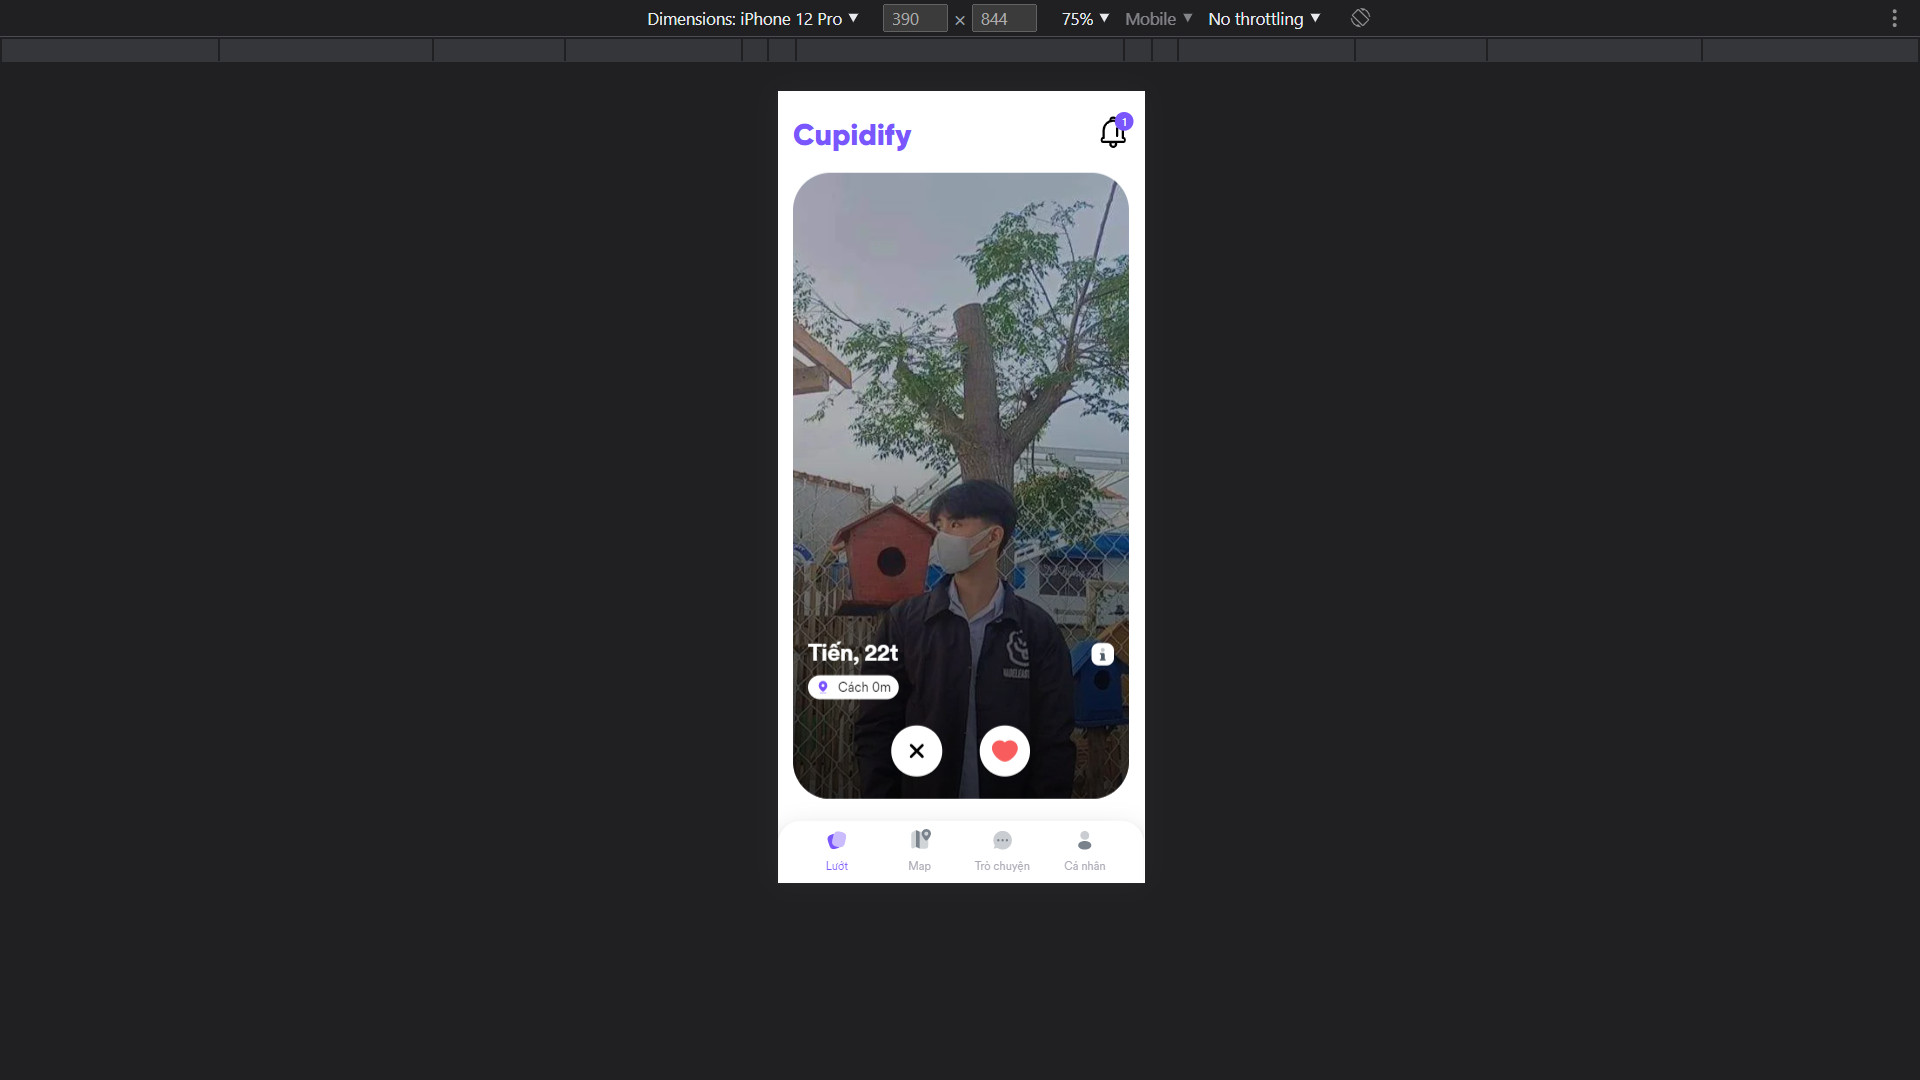 Dimensions: iPhone 12 Pro ▼ 390 × 844 75% ▼ Mobile ▼ No throttling ▼
Cupidify
1
Tiến, 22t
Cách 0m
Lướt Map Trò chuyện Cá nhân